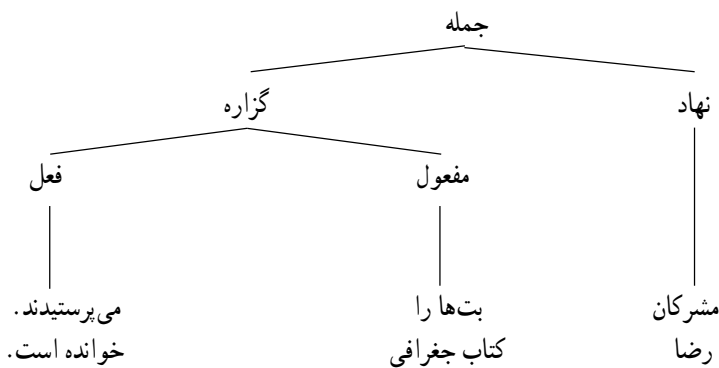 جمله
نهاد گزاره
مفعول فعل
مشرکان بت‌ها را می‌پرستیدند.
رضا کتاب جغرافی خوانده است.